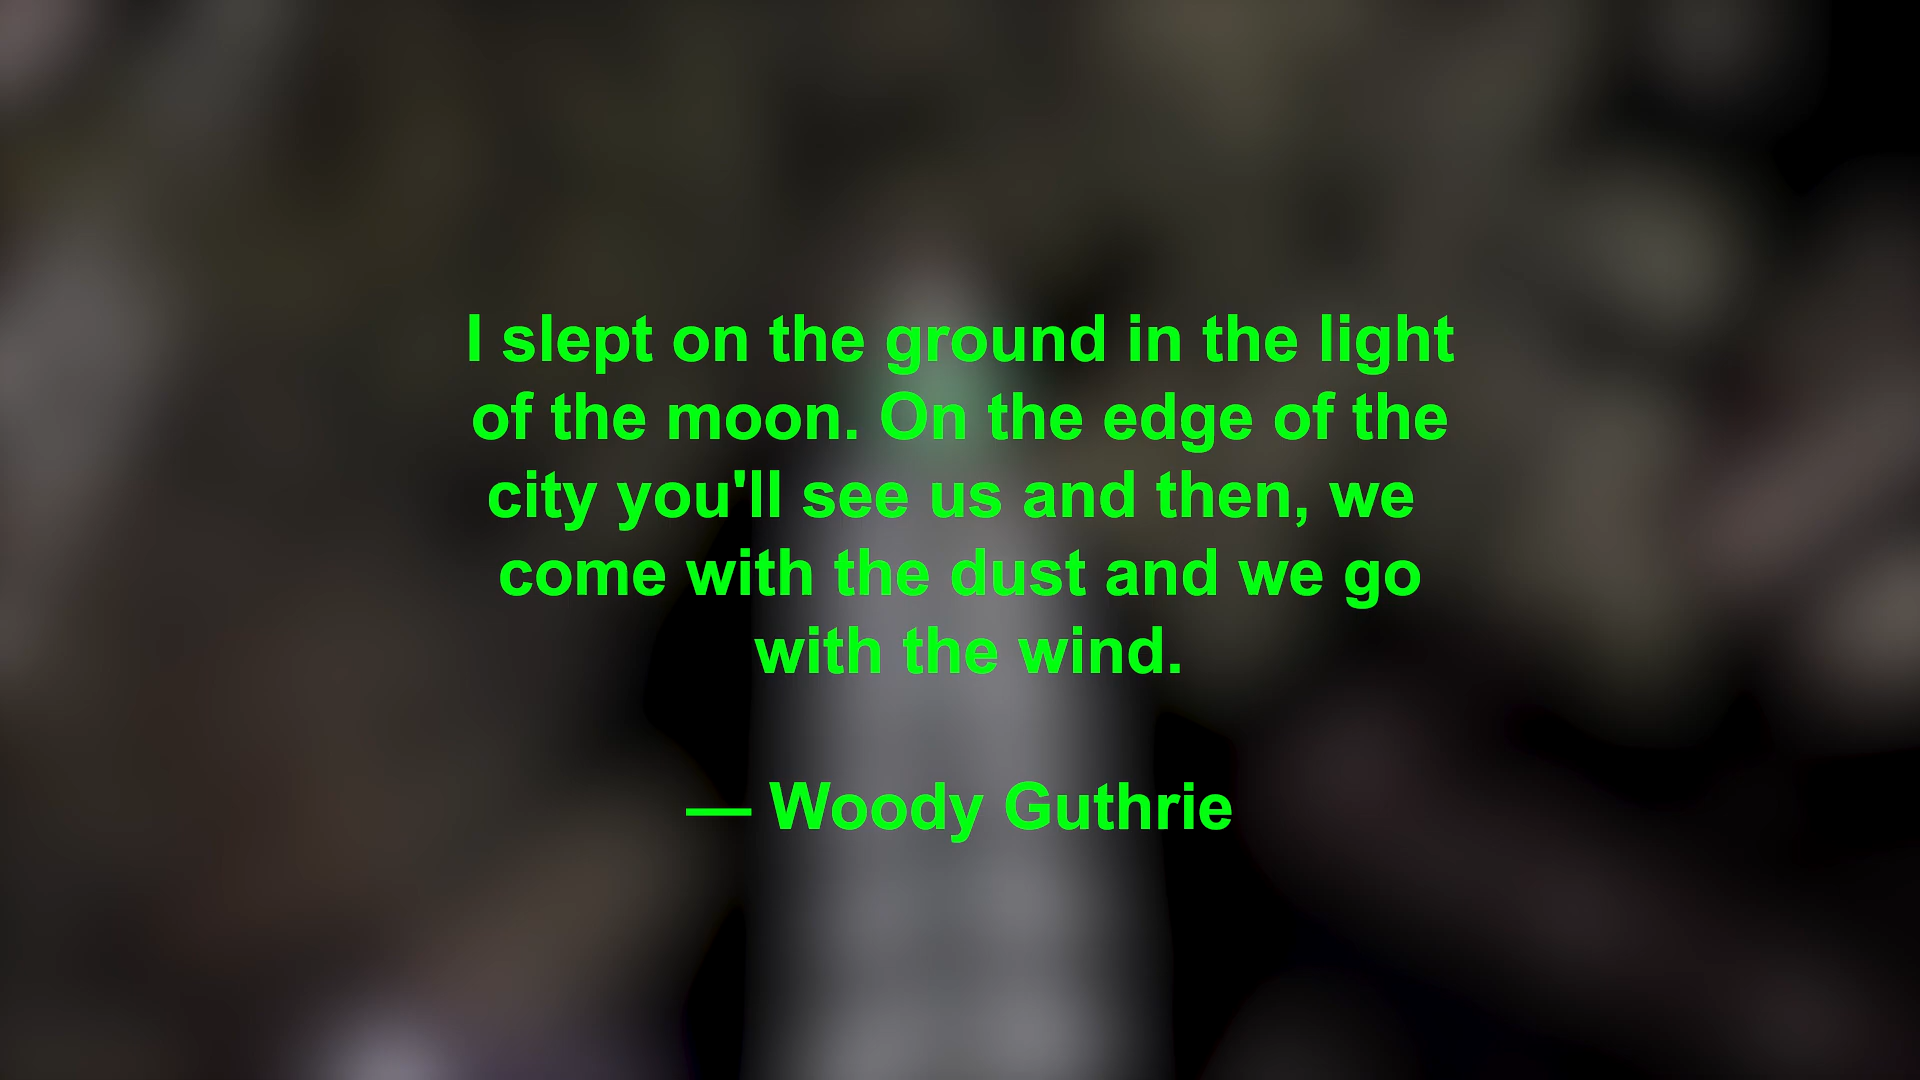 I slept on the ground in the light
of the moon. On the edge of the
city you'll see us and then, we
come with the dust and we go
with the wind.
— Woody Guthrie